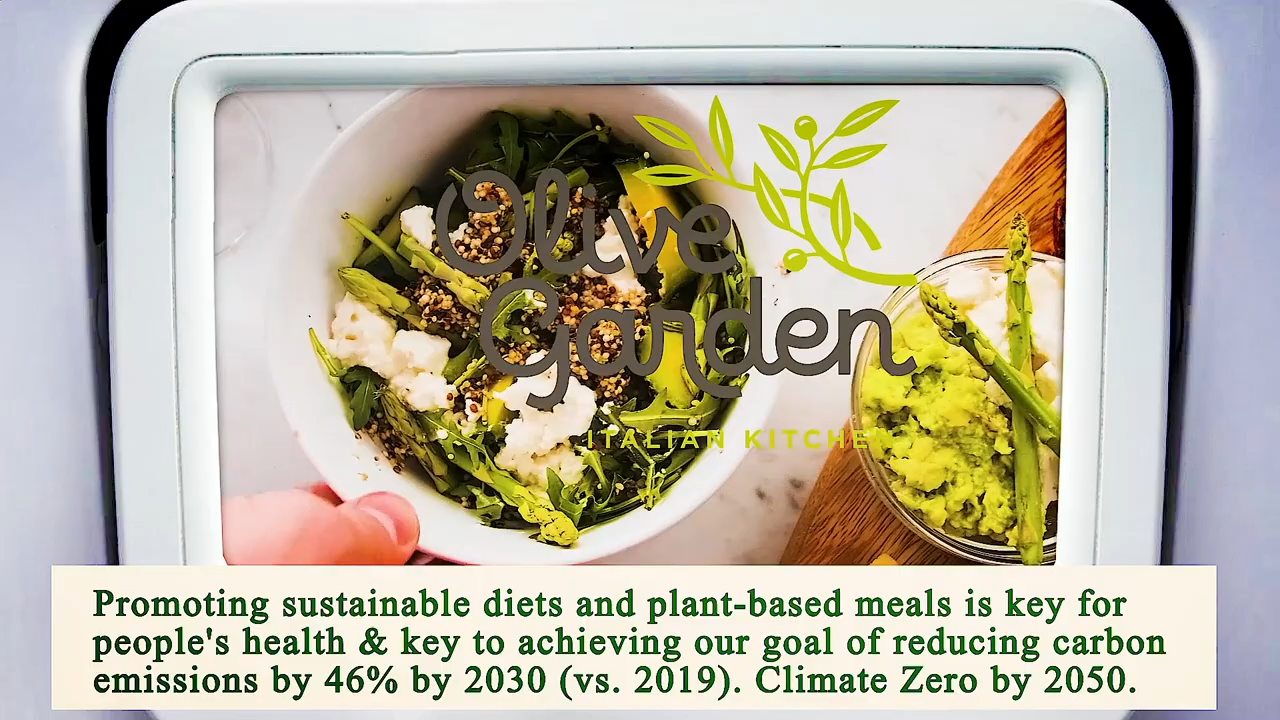 Olive
Garden
ITALIAN KITCHEN
Promoting sustainable diets and plant-based meals is key for
people's health & key to achieving our goal of reducing carbon
emissions by 46% by 2030 (vs. 2019). Climate Zero by 2050.